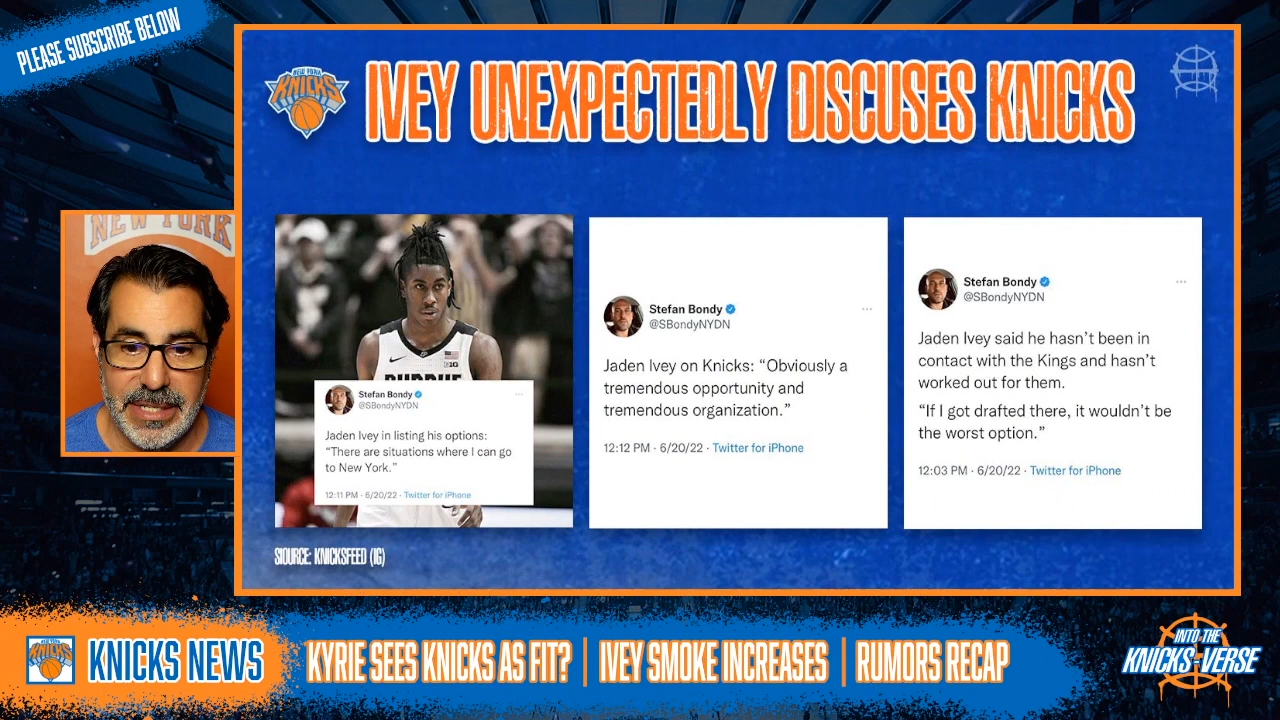 PLEASE SUBSCRIBE BELOW
NEW YORK
KNICKS
IVEY UNEXPECTEDLY DISCUSES KNICKS
NEW YORK
Stefan Bondy
@SBondyNYDN
Jaden Ivey in listing his options:
“There are situations where I can go
to New York.”
12:11 PM · 6/20/22 · Twitter for iPhone
Stefan Bondy
@SBondyNYDN
Jaden Ivey on Knicks: “Obviously a
tremendous opportunity and
tremendous organization.”
12:12 PM · 6/20/22 · Twitter for iPhone
Stefan Bondy
@SBondyNYDN
Jaden Ivey said he hasn’t been in
contact with the Kings and hasn’t
worked out for them.
“If I got drafted there, it wouldn’t be
the worst option.”
12:03 PM · 6/20/22 · Twitter for iPhone
SIOURCE: KNICKSFEED (IG)
KNICKS
KNICKS NEWS
KYRIE SEES KNICKS AS FIT? | IVEY SMOKE INCREASES | RUMORS RECAP
INTO THE
KNICKS-VERSE